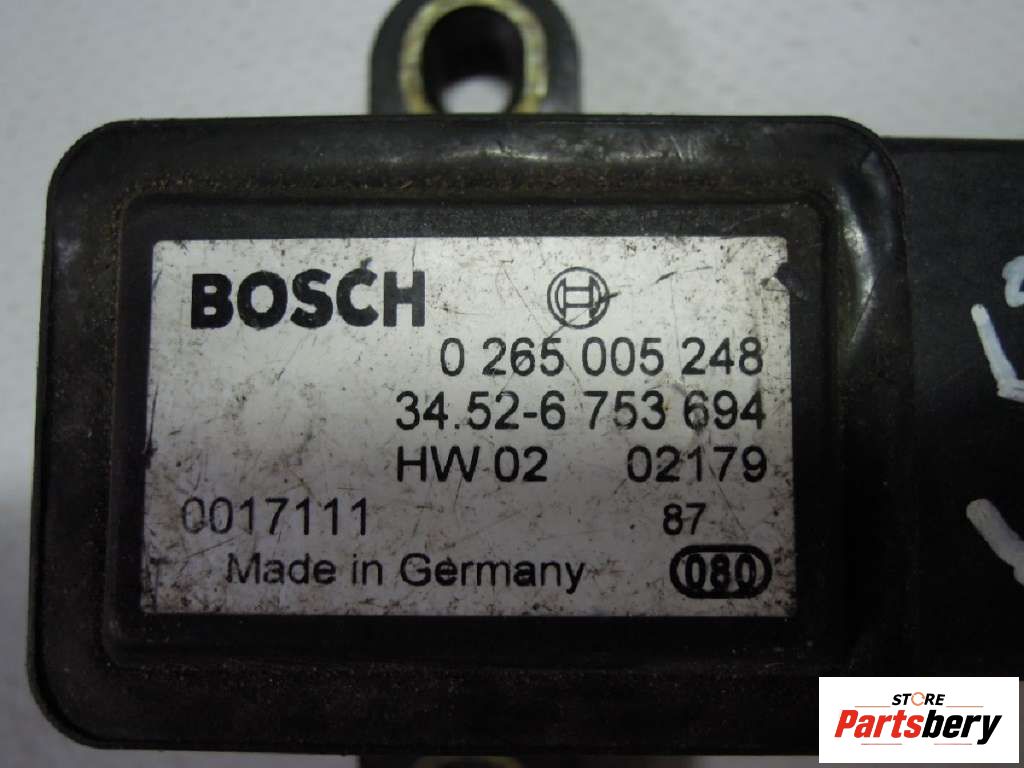 BOSCH
0 265 005 248
34.52-6 753 694
HW 02 02179
0017111 87
Made in Germany 080
STORE
Partsbery